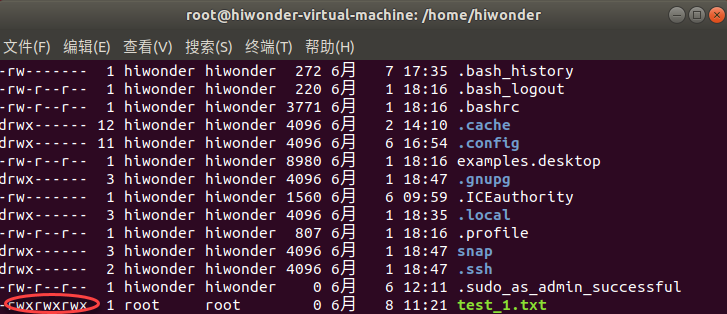 root@hiwonder-virtual-machine: /home/hiwonder
文件(F) 编辑(E) 查看(V) 搜索(S) 终端(T) 帮助(H)
-rw-------  1 hiwonder hiwonder  272 6月   7 17:35 .bash_history
-rw-r--r--  1 hiwonder hiwonder  220 6月   1 18:16 .bash_logout
-rw-r--r--  1 hiwonder hiwonder 3771 6月   1 18:16 .bashrc
drwx------ 12 hiwonder hiwonder 4096 6月   2 14:10 .cache
drwx------ 11 hiwonder hiwonder 4096 6月   6 16:54 .config
-rw-r--r--  1 hiwonder hiwonder 8980 6月   1 18:16 examples.desktop
drwx------  3 hiwonder hiwonder 4096 6月   1 18:47 .gnupg
-rw-------  1 hiwonder hiwonder 1560 6月   6 09:59 .ICEauthority
drwx------  3 hiwonder hiwonder 4096 6月   1 18:35 .local
-rw-r--r--  1 hiwonder hiwonder  807 6月   1 18:16 .profile
drwx------  3 hiwonder hiwonder 4096 6月   1 18:47 snap
drwx------  2 hiwonder hiwonder 4096 6月   1 18:47 .ssh
-rw-r--r--  1 hiwonder hiwonder    0 6月   6 12:11 .sudo_as_admin_successful
-rwxrwxrwx  1 root     root        0 6月   8 11:21 test_1.txt